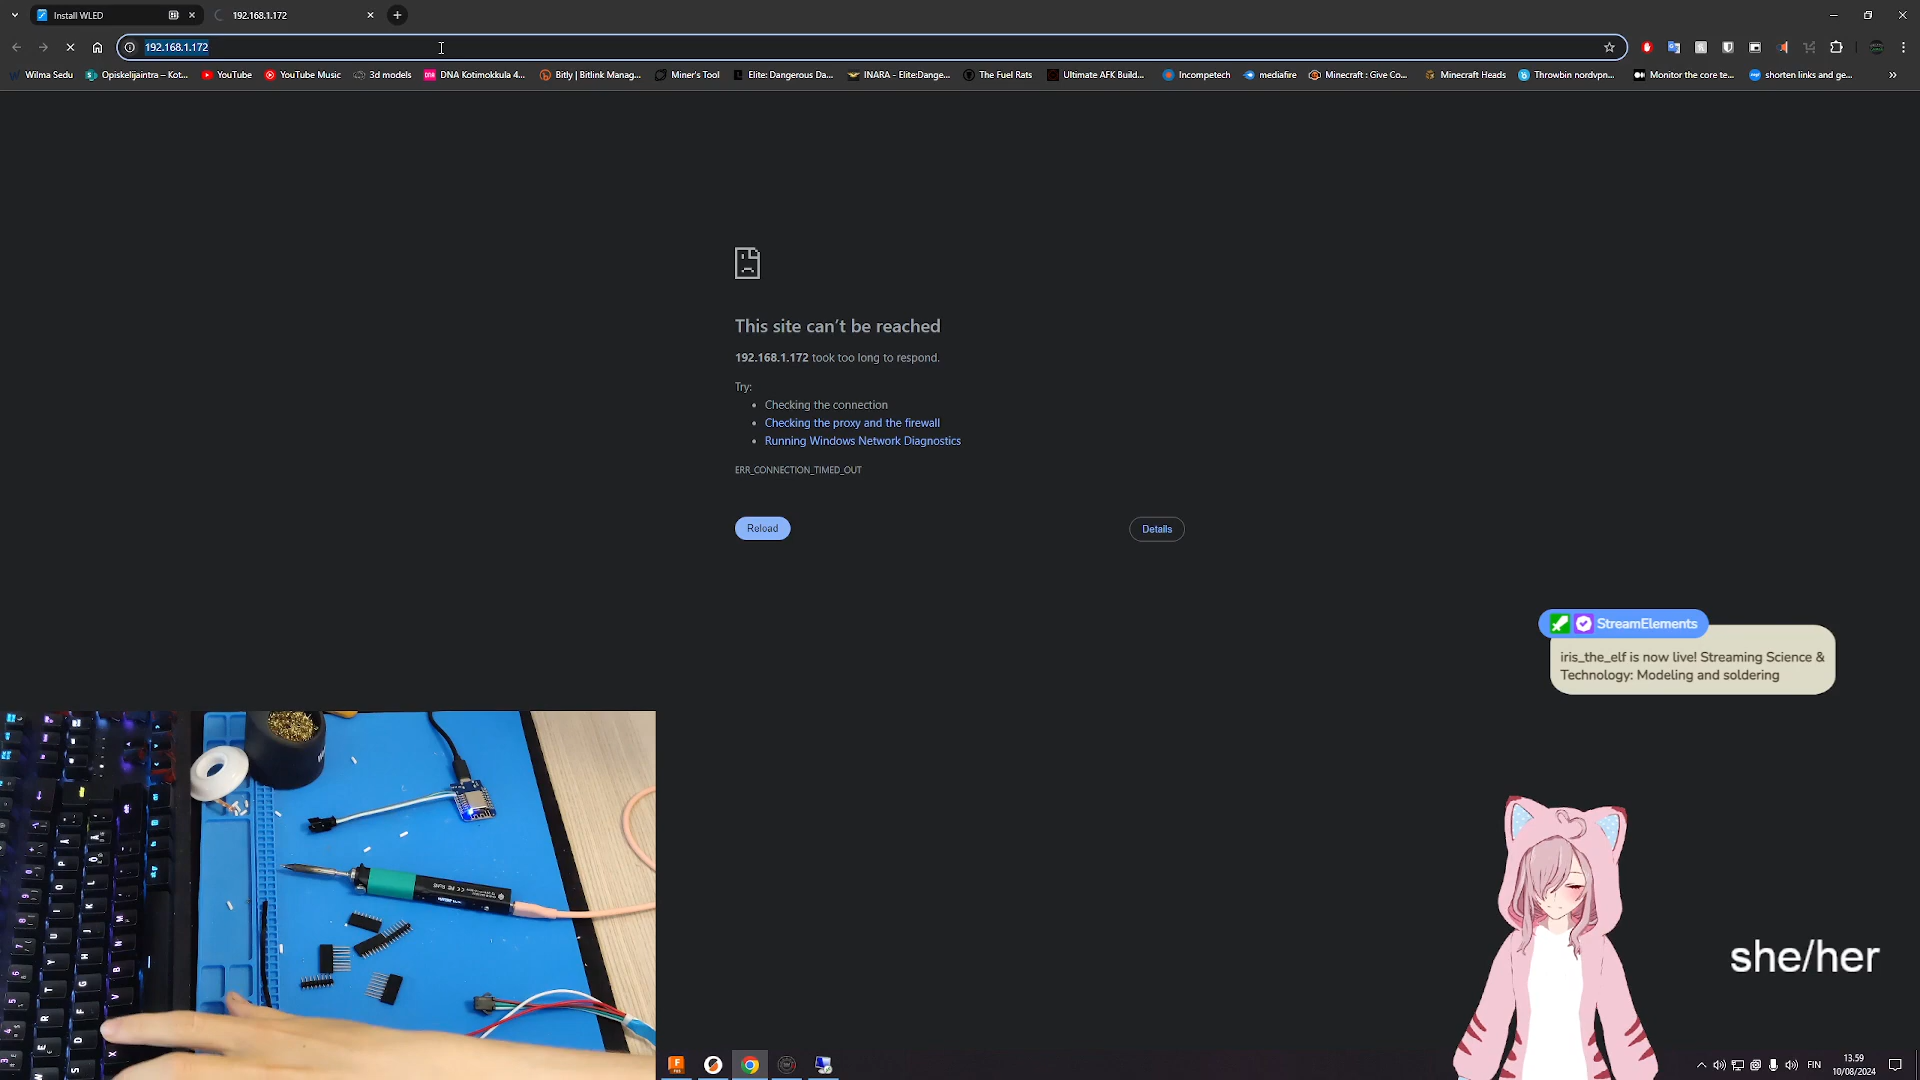 Install WLED
192.168.1.172
192.168.1.172
Wilma Sedu
Opiskelijaintra – Kot...
YouTube
YouTube Music
3d models
DNA Kotimokkula 4...
Bitly | Bitlink Manag...
Miner's Tool
Elite: Dangerous Da...
INARA - Elite:Dange...
The Fuel Rats
Ultimate AFK Build...
Incompetech
mediafire
Minecraft : Give Co...
Minecraft Heads
Throwbin nordvpn...
Monitor the core te...
shorten links and ge...
This site can't be reached
192.168.1.172 took too long to respond.
Try:
Checking the connection
Checking the proxy and the firewall
Running Windows Network Diagnostics
ERR_CONNECTION_TIMED_OUT
Reload
Details
StreamElements
iris_the_elf is now live! Streaming Science &
Technology: Modeling and soldering
she/her
FIN
13.59
10/08/2024